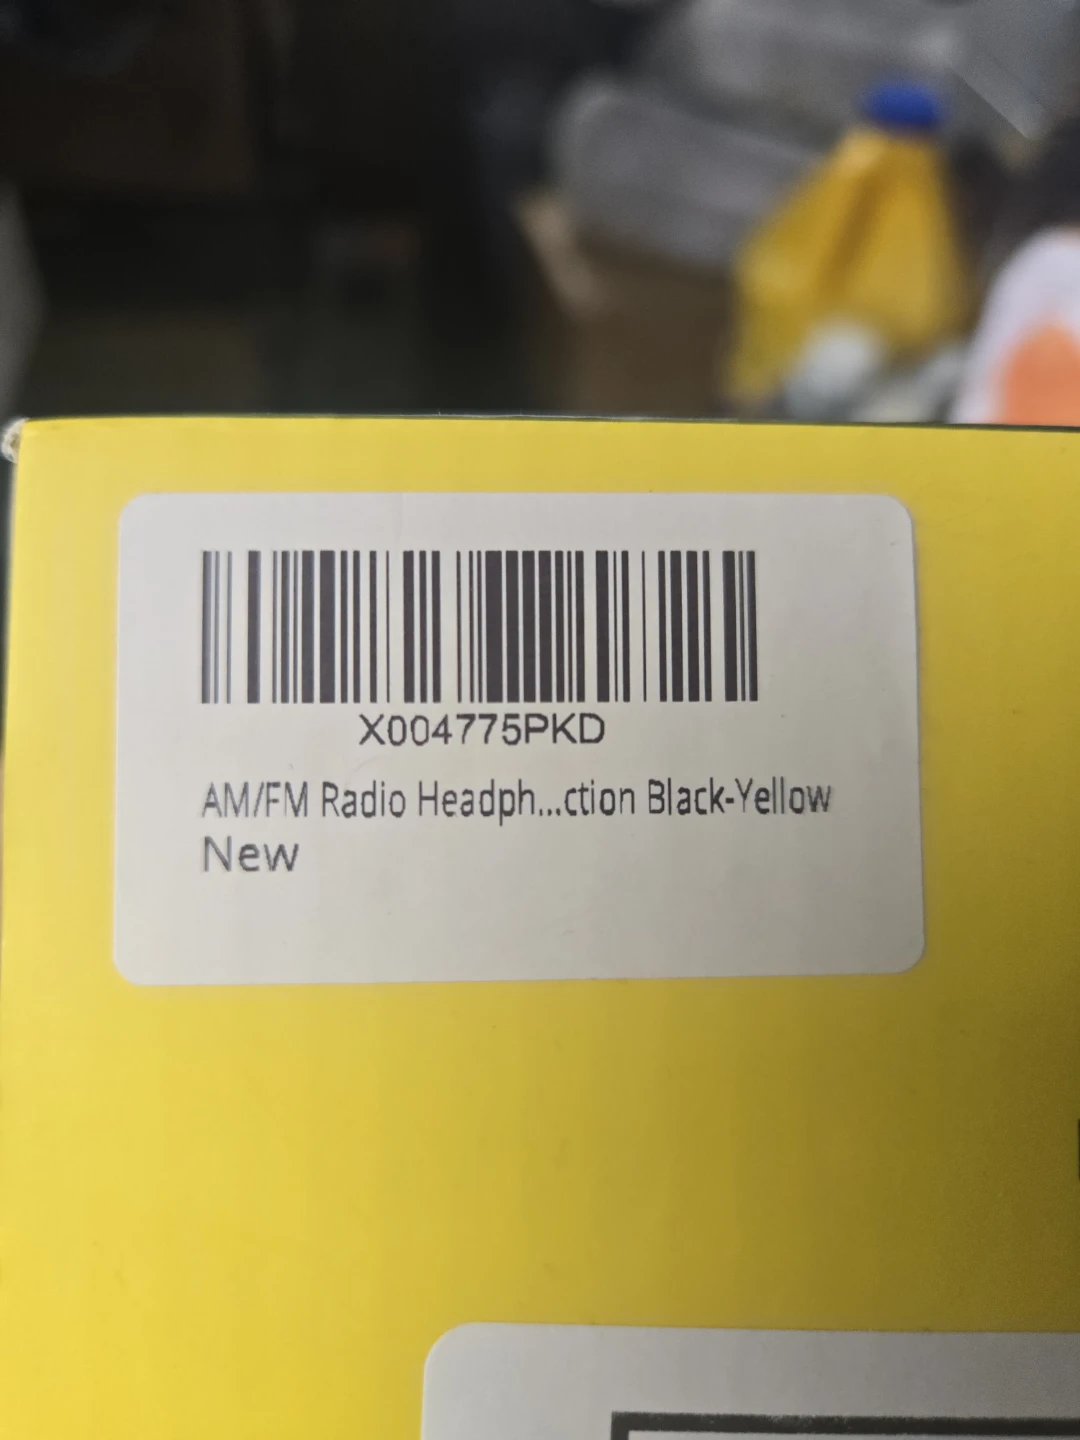 X004775PKD
AM/FM Radio Headph...ction Black-Yellow
New